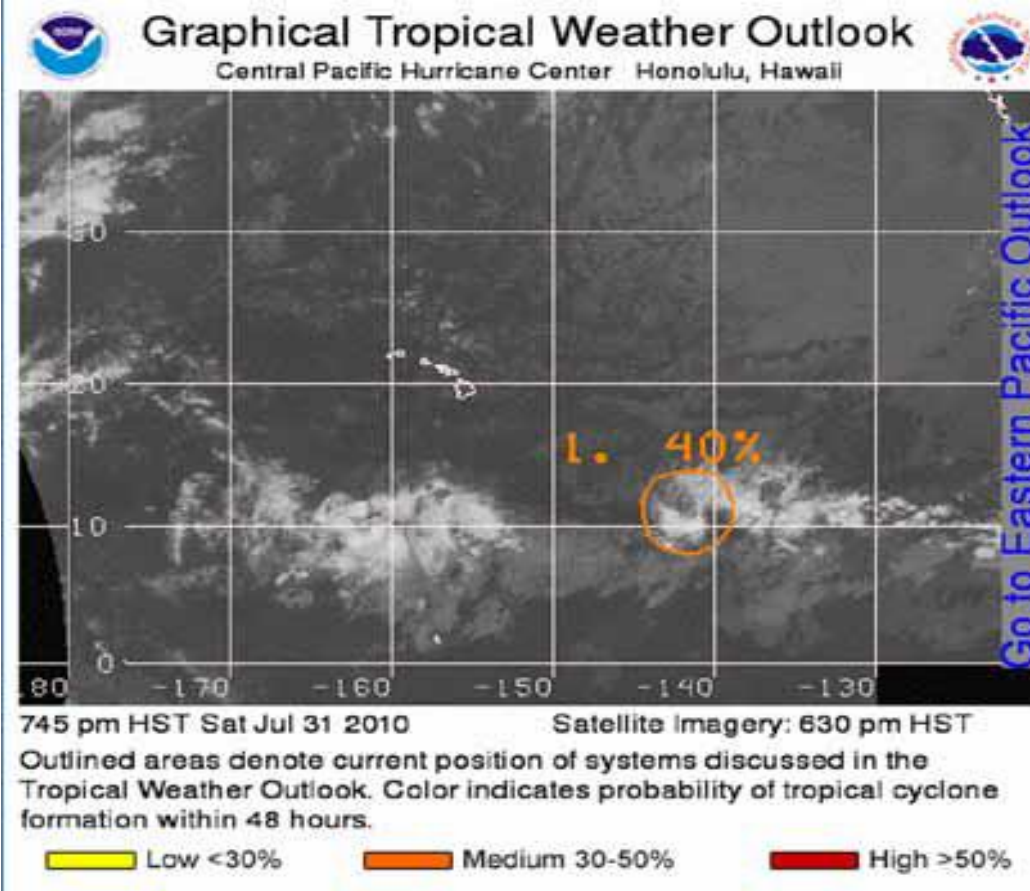 Graphical Tropical Weather Outlook
Central Pacific Hurricane Center Honolulu, Hawaii
Go to Eastern Pacific Outlook
30
20
1. 40%
10
0
180 -170 -160 -150 -140 -130
745 pm HST Sat Jul 31 2010 Satellite Imagery: 630 pm HST
Outlined areas denote current position of systems discussed in the
Tropical Weather Outlook. Color indicates probability of tropical cyclone
formation within 48 hours.
Low <30% Medium 30-50% High >50%